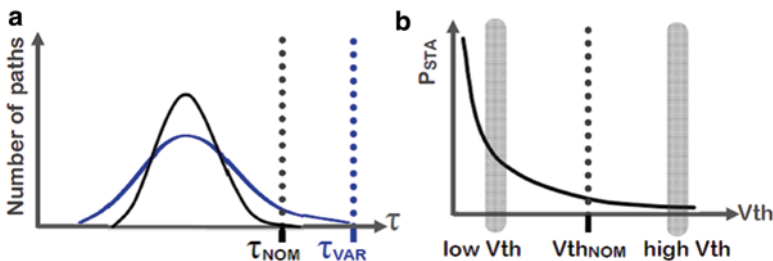 a
Number of paths
τNOM
τVAR
τ
b
PSTA
low Vth
VthNOM
high Vth
Vth